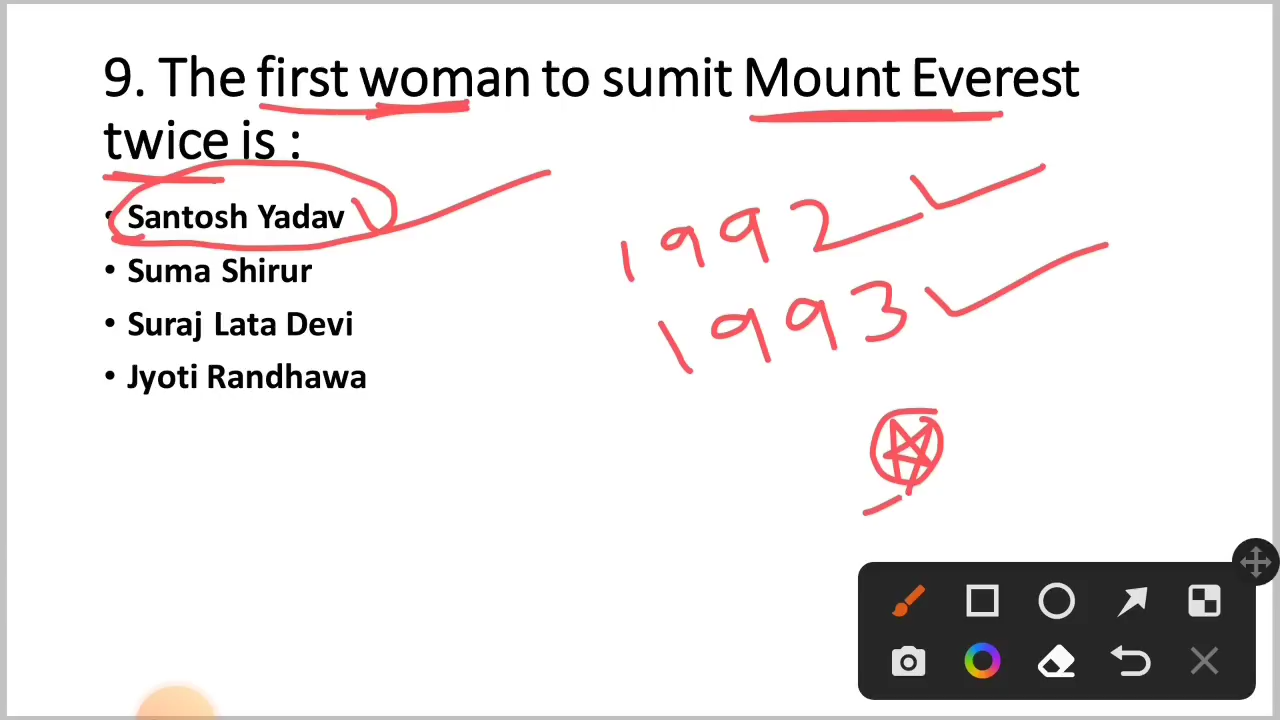 9. The first woman to sumit Mount Everest
twice is :
• Santosh Yadav
• Suma Shirur
• Suraj Lata Devi
• Jyoti Randhawa
1992
1993